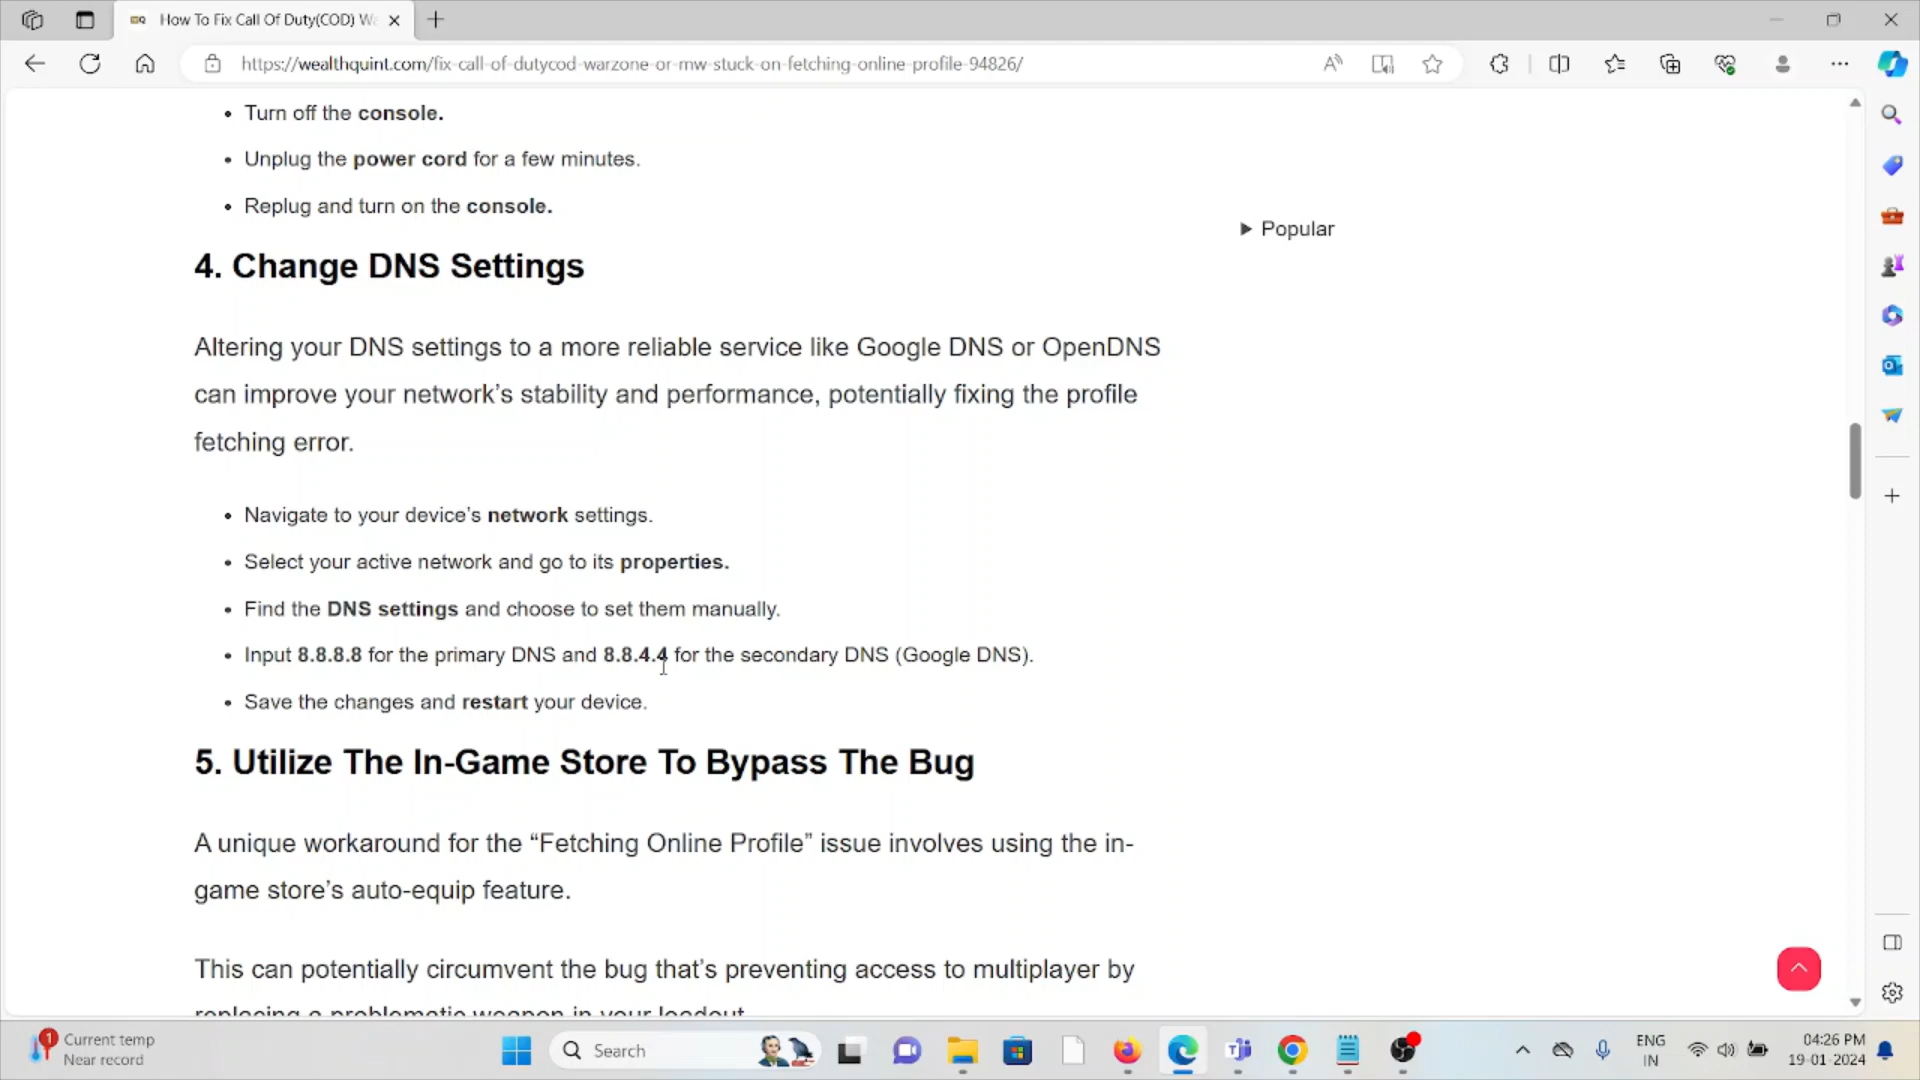 How To Fix Call Of Duty(COD) Wa
https://wealthquint.com/fix-call-of-dutycod-warzone-or-mw-stuck-on-fetching-online-profile-94826/
• Turn off the console.
• Unplug the power cord for a few minutes.
• Replug and turn on the console.
▶ Popular
4. Change DNS Settings
Altering your DNS settings to a more reliable service like Google DNS or OpenDNS
can improve your network’s stability and performance, potentially fixing the profile
fetching error.
• Navigate to your device’s network settings.
• Select your active network and go to its properties.
• Find the DNS settings and choose to set them manually.
• Input 8.8.8.8 for the primary DNS and 8.8.4.4 for the secondary DNS (Google DNS).
• Save the changes and restart your device.
5. Utilize The In-Game Store To Bypass The Bug
A unique workaround for the “Fetching Online Profile” issue involves using the in-
game store’s auto-equip feature.
This can potentially circumvent the bug that’s preventing access to multiplayer by
replacing a problematic weapon in your loadout
1
Current temp
Near record
Search
ENG
IN
04:26 PM
19-01-2024